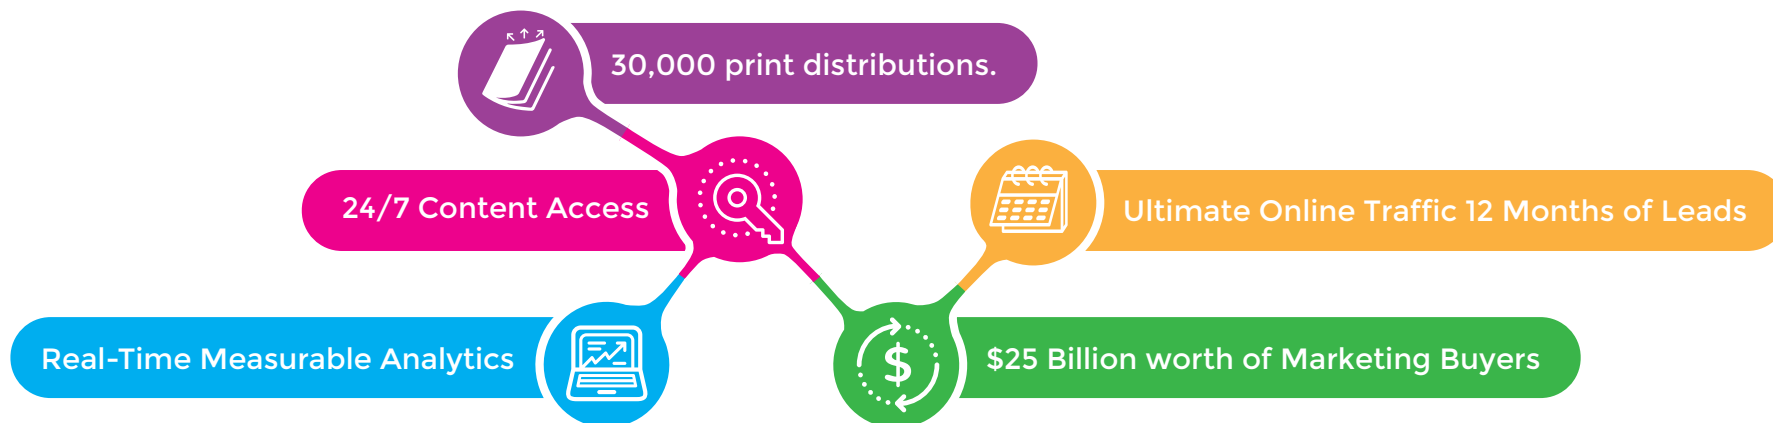 30,000 print distributions.
24/7 Content Access
Ultimate Online Traffic 12 Months of Leads
Real-Time Measurable Analytics
$
$25 Billion worth of Marketing Buyers